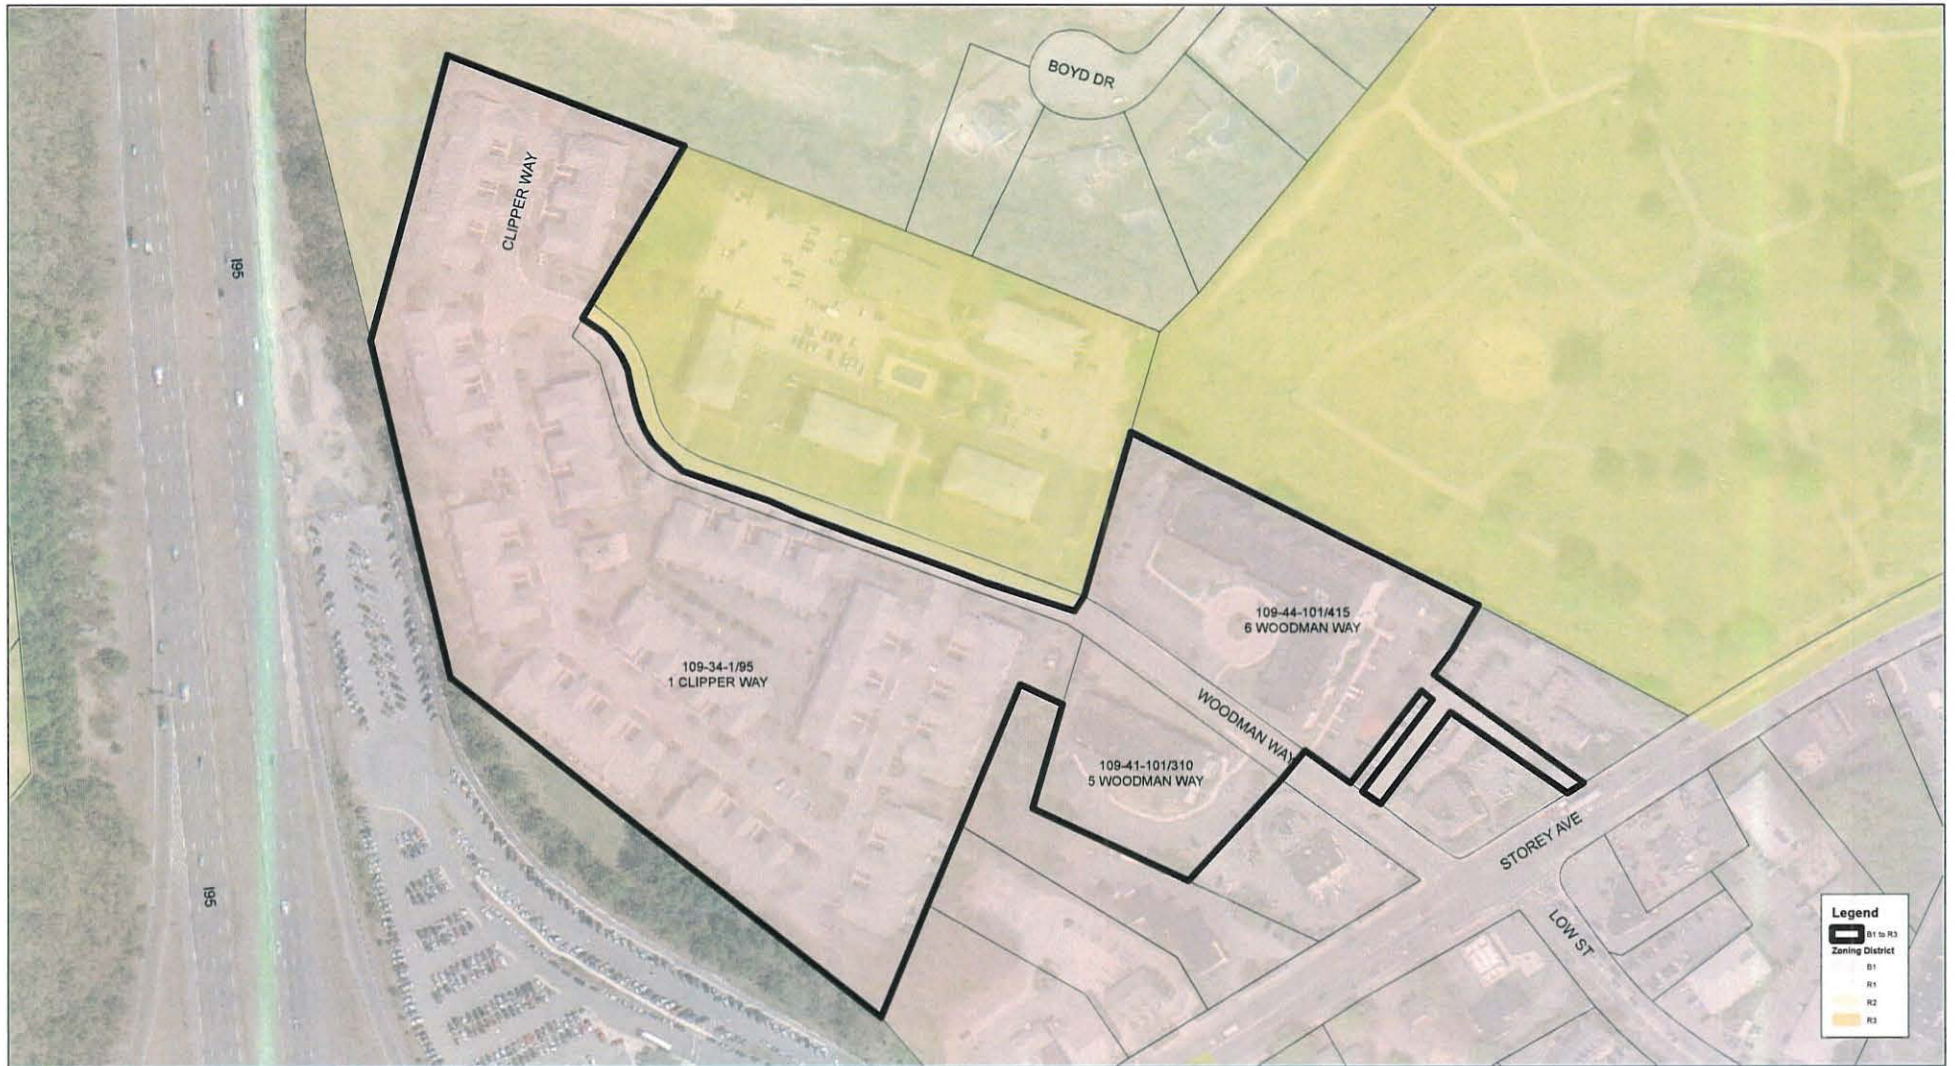 BOYD DR
CLIPPER WAY
I95
109-44-101/415
6 WOODMAN WAY
109-34-1/95
1 CLIPPER WAY
WOODMAN WAY
109-41-101/310
5 WOODMAN WAY
STOREY AVE
I95
LOW ST
Legend
B1 to R3
Zoning District
B1
R1
R2
R3